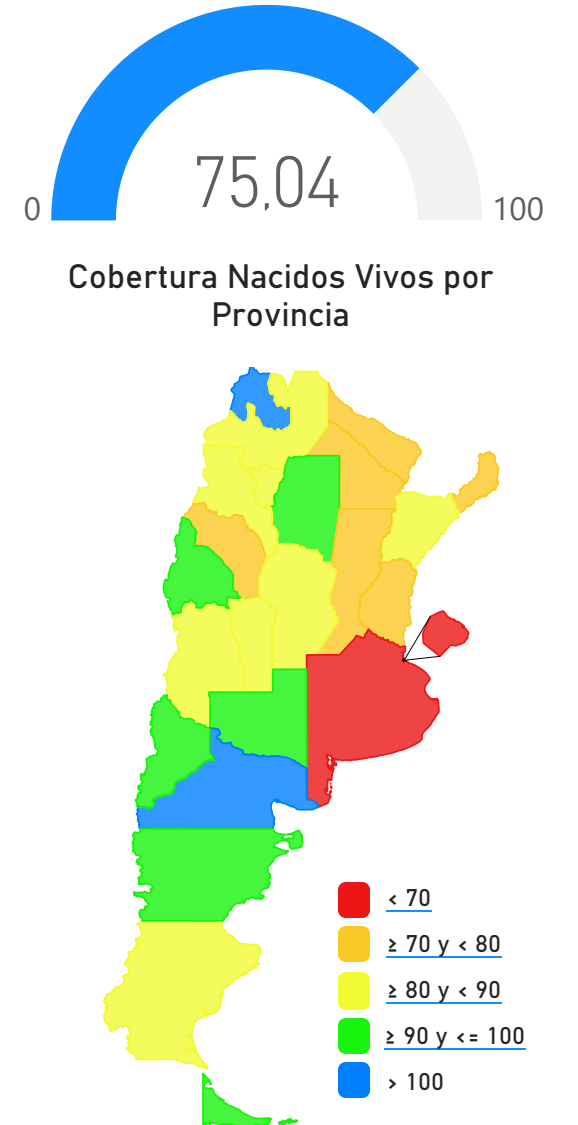 75,04
0
100
Cobertura Nacidos Vivos por
Provincia
< 70
≥ 70 y < 80
≥ 80 y < 90
≥ 90 y <= 100
> 100